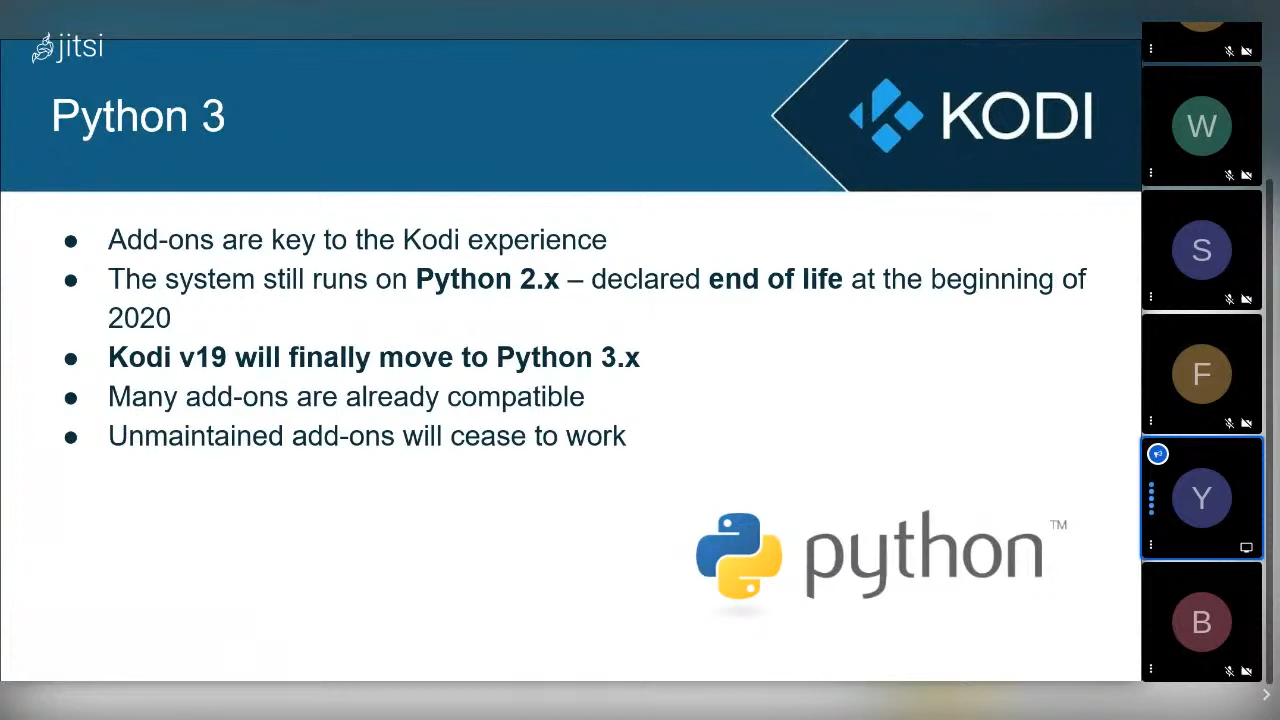 jitsi
Python 3
KODI
● Add-ons are key to the Kodi experience
● The system still runs on Python 2.x – declared end of life at the beginning of
2020
● Kodi v19 will finally move to Python 3.x
● Many add-ons are already compatible
● Unmaintained add-ons will cease to work
python™
W
S
F
Y
B